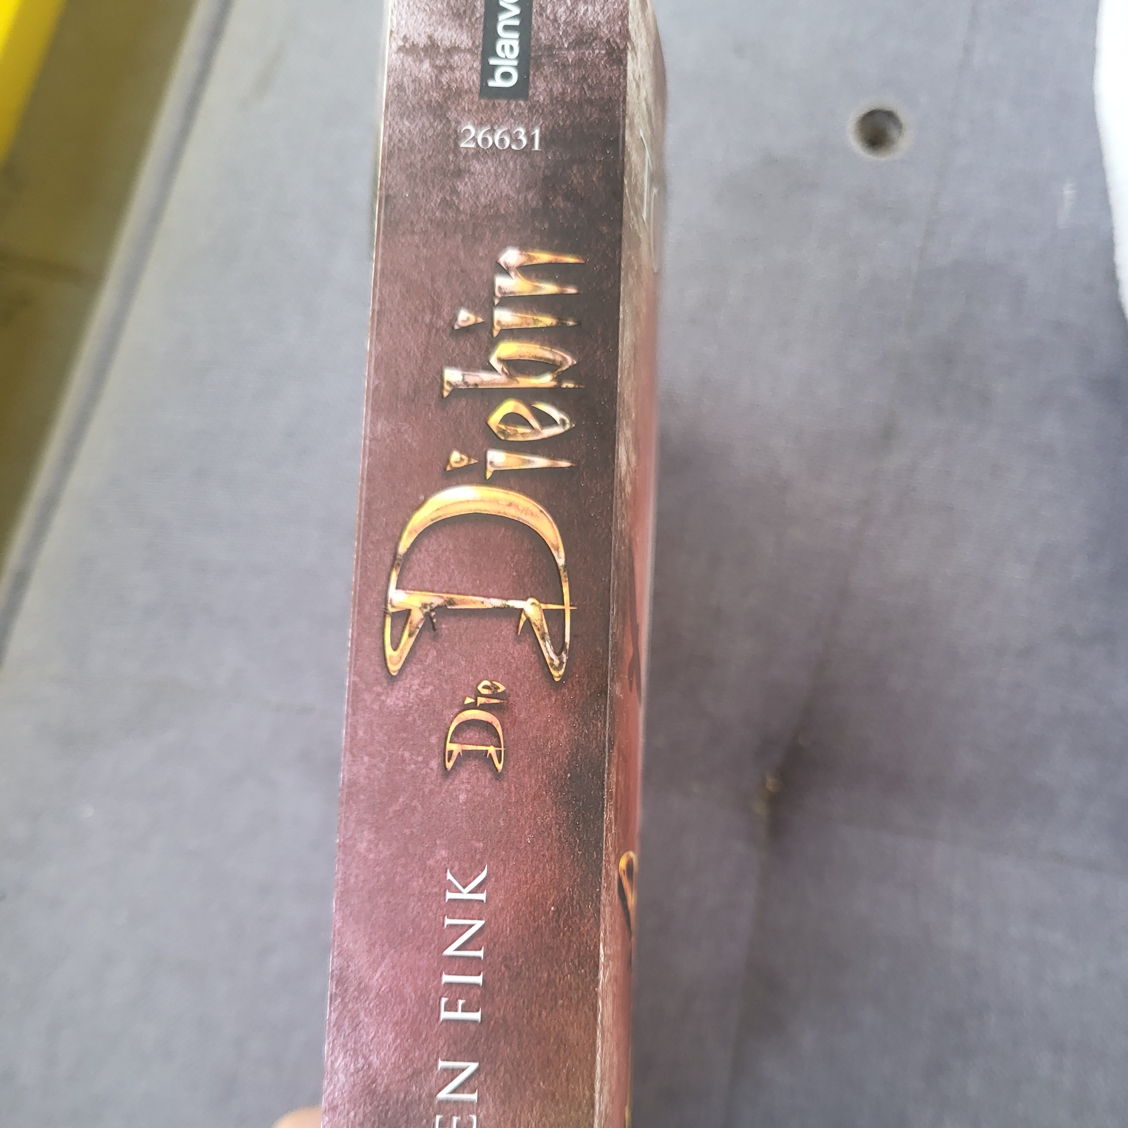 blanv
26631
Die Diebin
EN FINK